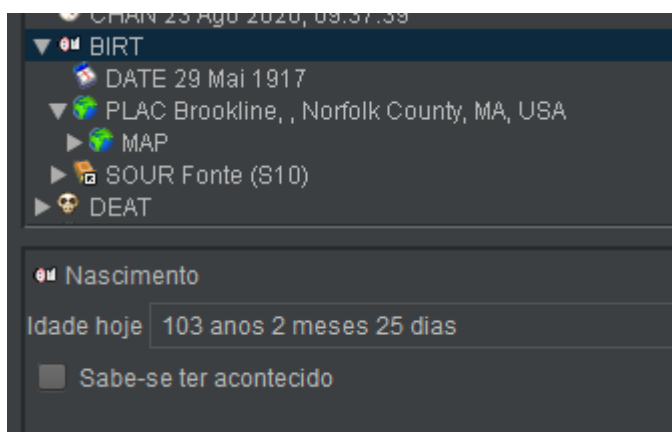 CHAN 23 Ago 2020, 09:37:39
BIRT
DATE 29 Mai 1917
PLAC Brookline, , Norfolk County, MA, USA
MAP
SOUR Fonte (S10)
DEAT
Nascimento
Idade hoje 103 anos 2 meses 25 dias
Sabe-se ter acontecido